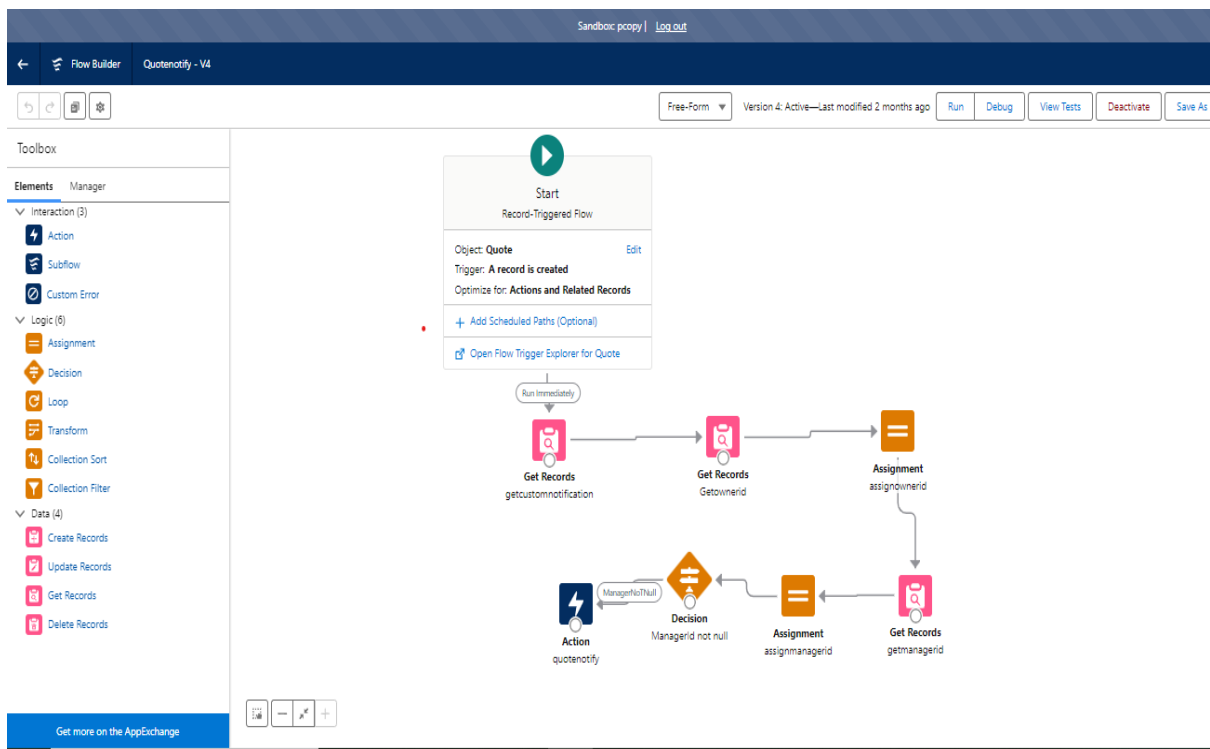 Sandbox: pcopy | Log out
Flow Builder Quotenotify - V4
Free-Form Version 4: Active—Last modified 2 months ago Run Debug View Tests Deactivate Save As
Toolbox
Elements Manager
Interaction (3)
Action
Subflow
Custom Error
Logic (6)
Assignment
Decision
Loop
Transform
Collection Sort
Collection Filter
Data (4)
Create Records
Update Records
Get Records
Delete Records
Get more on the AppExchange
Start
Record-Triggered Flow
Object: Quote Edit
Trigger: A record is created
Optimize for: Actions and Related Records
Add Scheduled Paths (Optional)
Open Flow Trigger Explorer for Quote
Run Immediately
Get Records
getcustomnotification
Get Records
Getownerid
Assignment
assignownerid
Get Records
getmanagerid
Assignment
assignmanagerid
Decision
ManagerId not null
ManagerNoTNull
Action
quotenotify